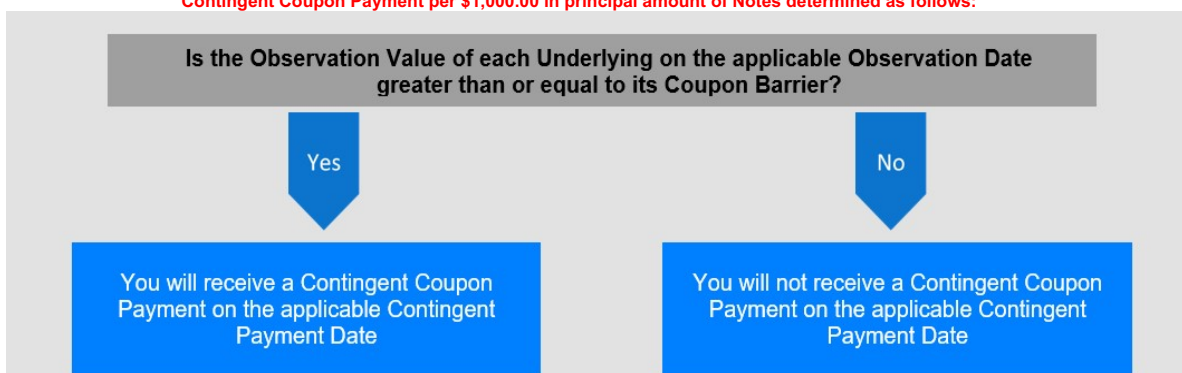 Contingent Coupon Payment per $1,000.00 in principal amount of Notes determined as follows:
Is the Observation Value of each Underlying on the applicable Observation Date
greater than or equal to its Coupon Barrier?
Yes
No
You will receive a Contingent Coupon
Payment on the applicable Contingent
Payment Date
You will not receive a Contingent Coupon
Payment on the applicable Contingent
Payment Date